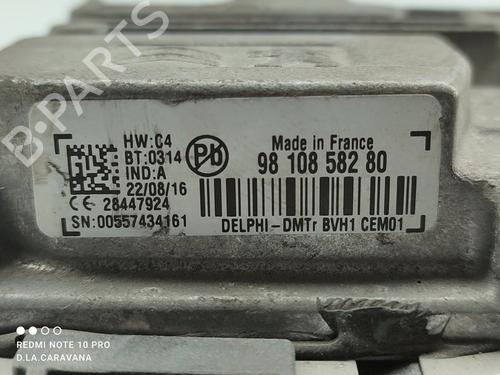 B-PARTS
HW:C4
BT:0314
IND:A
22/08/16
CE 28447924
SN:00557434161
Pb
Made in France
98 108 582 80
DELPHI-DMTr BVH1 CEM01
REDMI NOTE 10 PRO
D.LA.CARAVANA